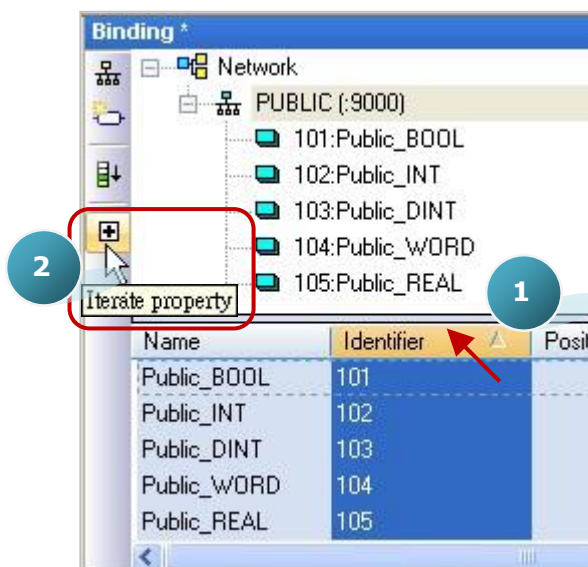 Binding *
Network
PUBLIC (:9000)
101:Public_BOOL
102:Public_INT
103:Public_DINT
104:Public_WORD
105:Public_REAL
2
1
Iterate property
Name Identifier Posit
Public_BOOL 101
Public_INT 102
Public_DINT 103
Public_WORD 104
Public_REAL 105